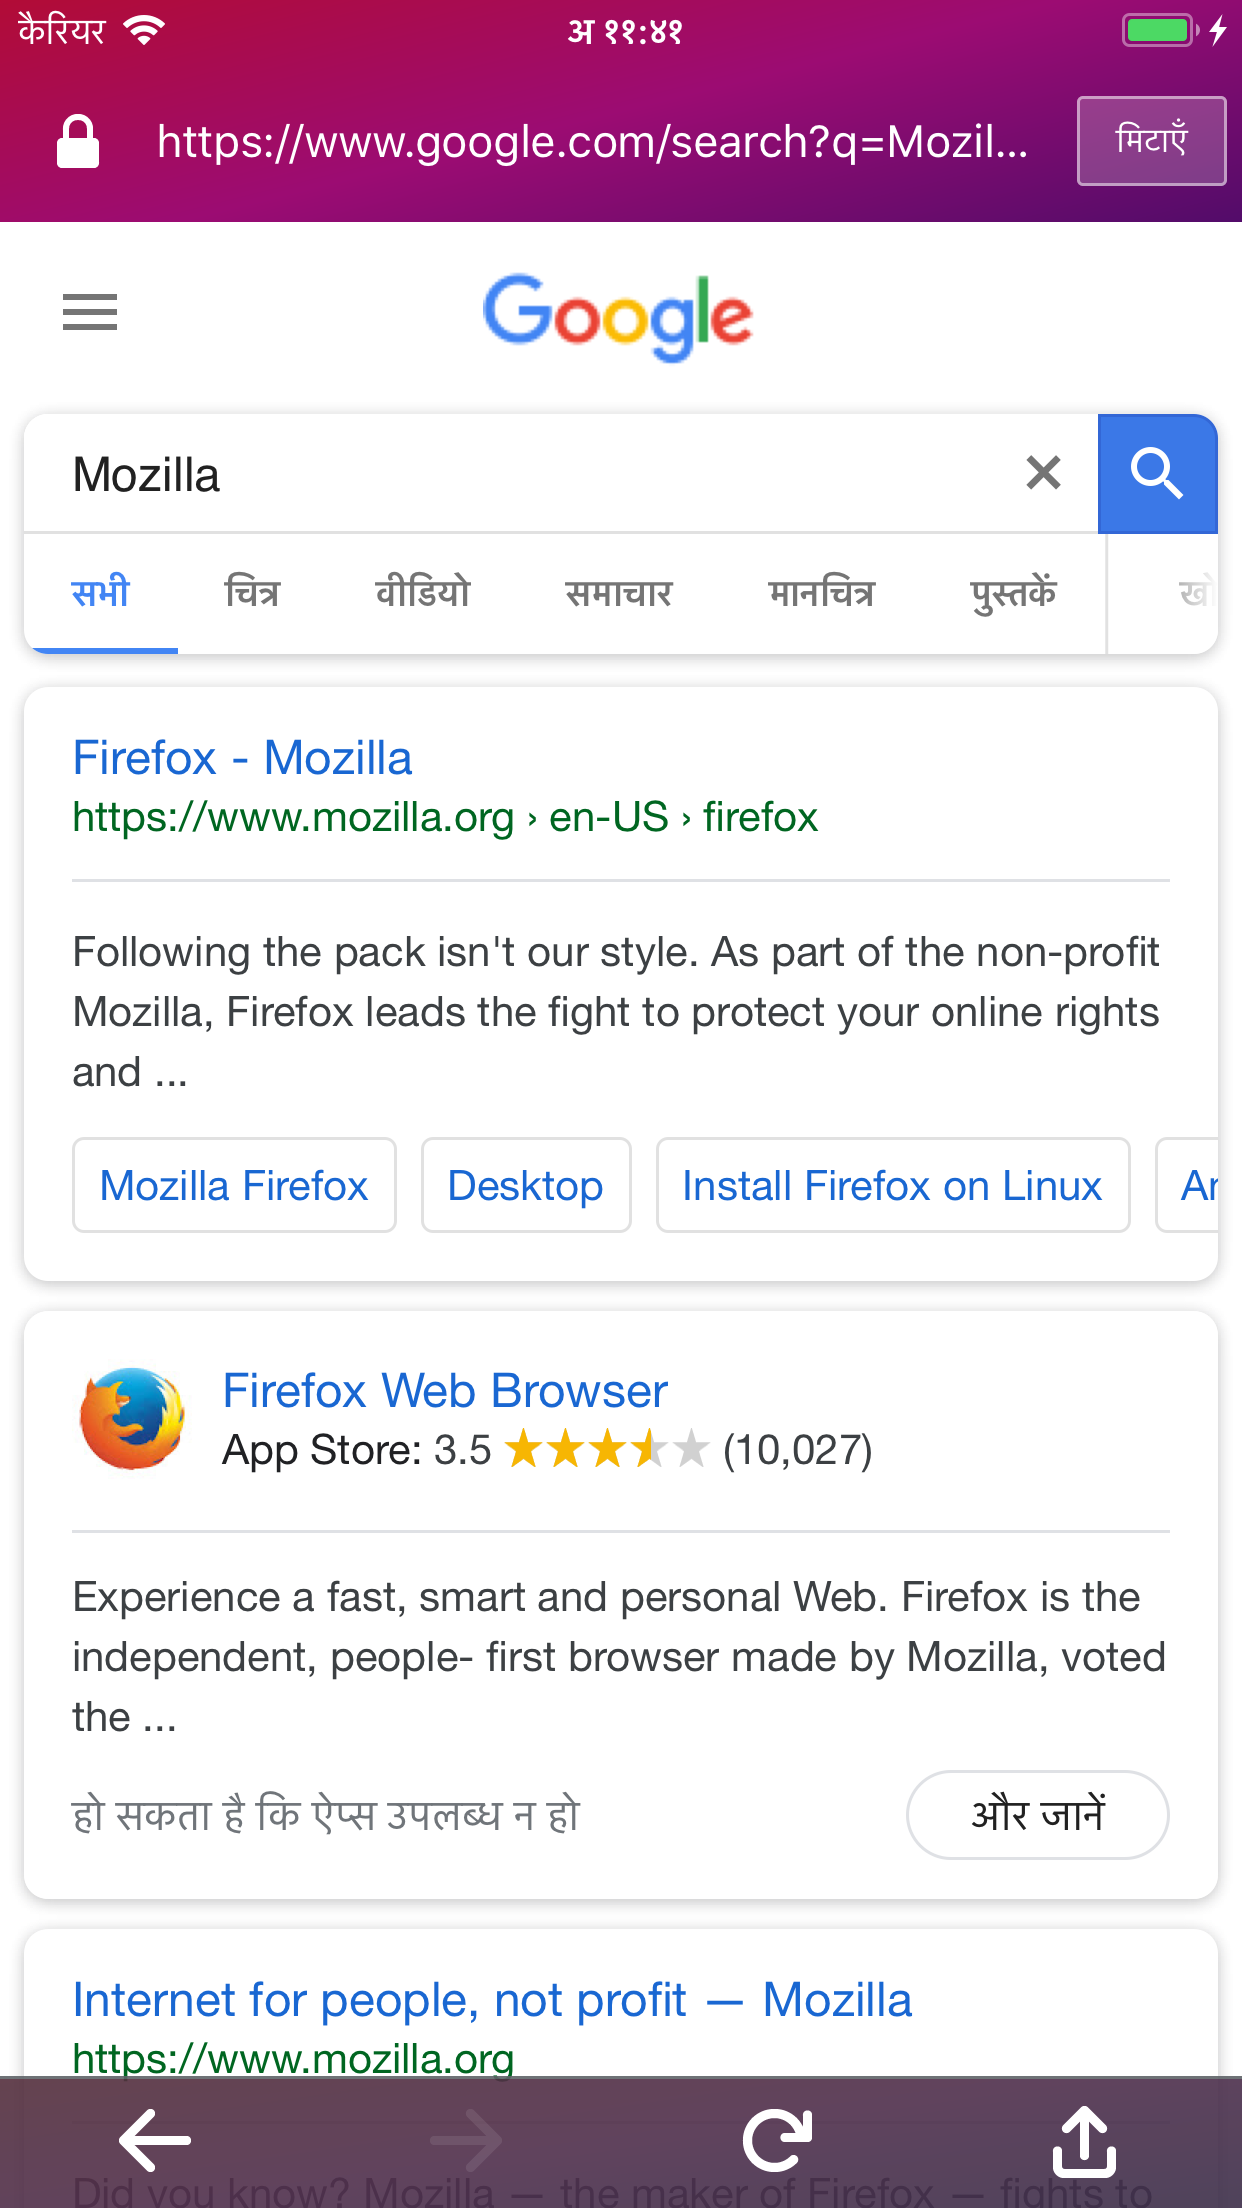 कैरियर
अ ११:४१
https://www.google.com/search?q=Mozil...
मिटाएँ
Google
Mozilla
सभी चित्र वीडियो समाचार मानचित्र पुस्तकें
Firefox - Mozilla
https://www.mozilla.org › en-US › firefox
Following the pack isn't our style. As part of the non-profit
Mozilla, Firefox leads the fight to protect your online rights
and ...
Mozilla Firefox Desktop Install Firefox on Linux
Firefox Web Browser
App Store: 3.5 ★★★★★ (10,027)
Experience a fast, smart and personal Web. Firefox is the
independent, people- first browser made by Mozilla, voted
the ...
हो सकता है कि ऐप्स उपलब्ध न हो
और जानें
Internet for people, not profit — Mozilla
https://www.mozilla.org
Did you know? Mozilla — the maker of Firefox — fights to